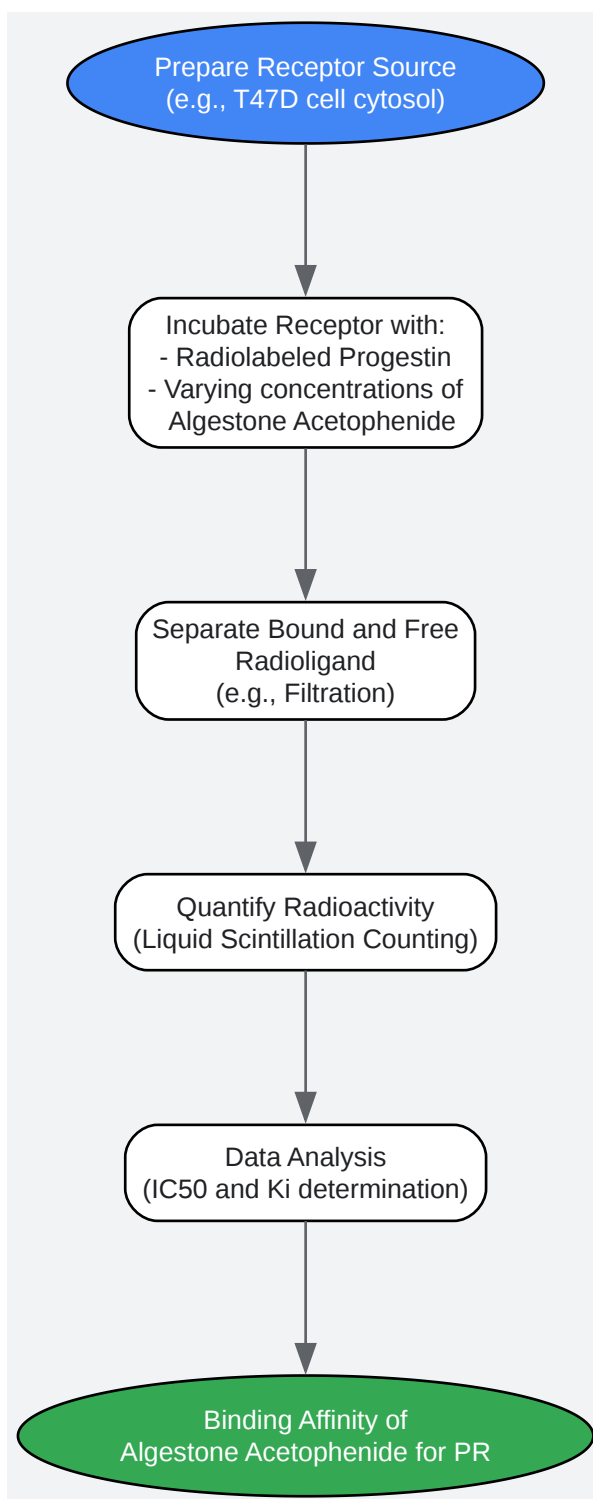 Prepare Receptor Source
(e.g., T47D cell cytosol)
Incubate Receptor with:
- Radiolabeled Progestin
- Varying concentrations of
Algestone Acetophenide
Separate Bound and Free
Radioligand
(e.g., Filtration)
Quantify Radioactivity
(Liquid Scintillation Counting)
Data Analysis
(IC50 and Ki determination)
Binding Affinity of
Algestone Acetophenide for PR